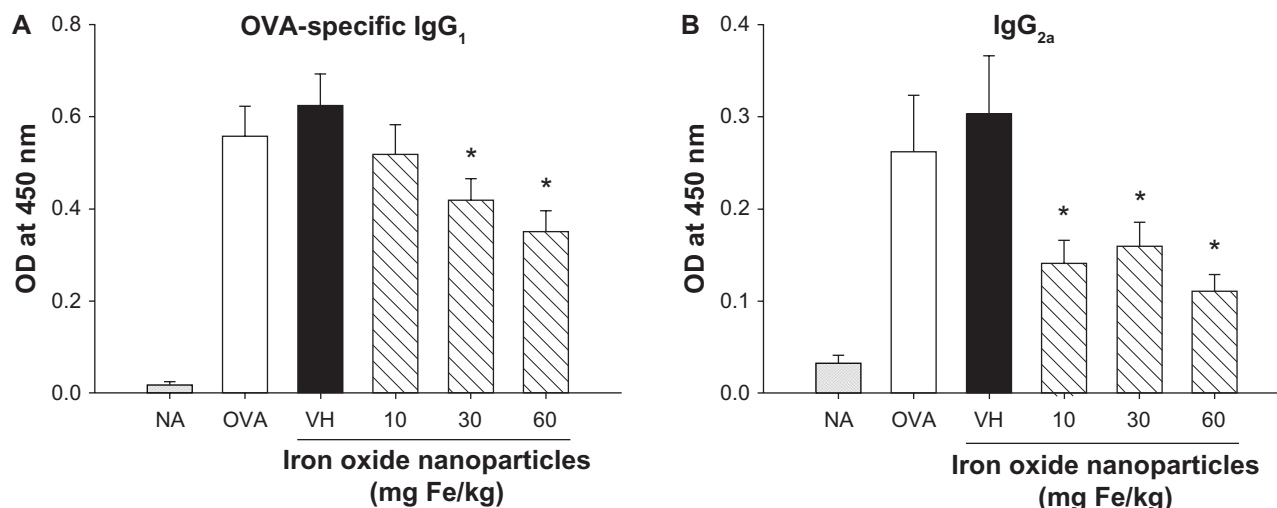 A
OVA-specific IgG1
OD at 450 nm
0.8
0.6
0.4
0.2
0.0
*
*
NA OVA VH 10 30 60
Iron oxide nanoparticles
(mg Fe/kg)
B
IgG2a
OD at 450 nm
0.4
0.3
0.2
0.1
0.0
*
*
*
NA OVA VH 10 30 60
Iron oxide nanoparticles
(mg Fe/kg)